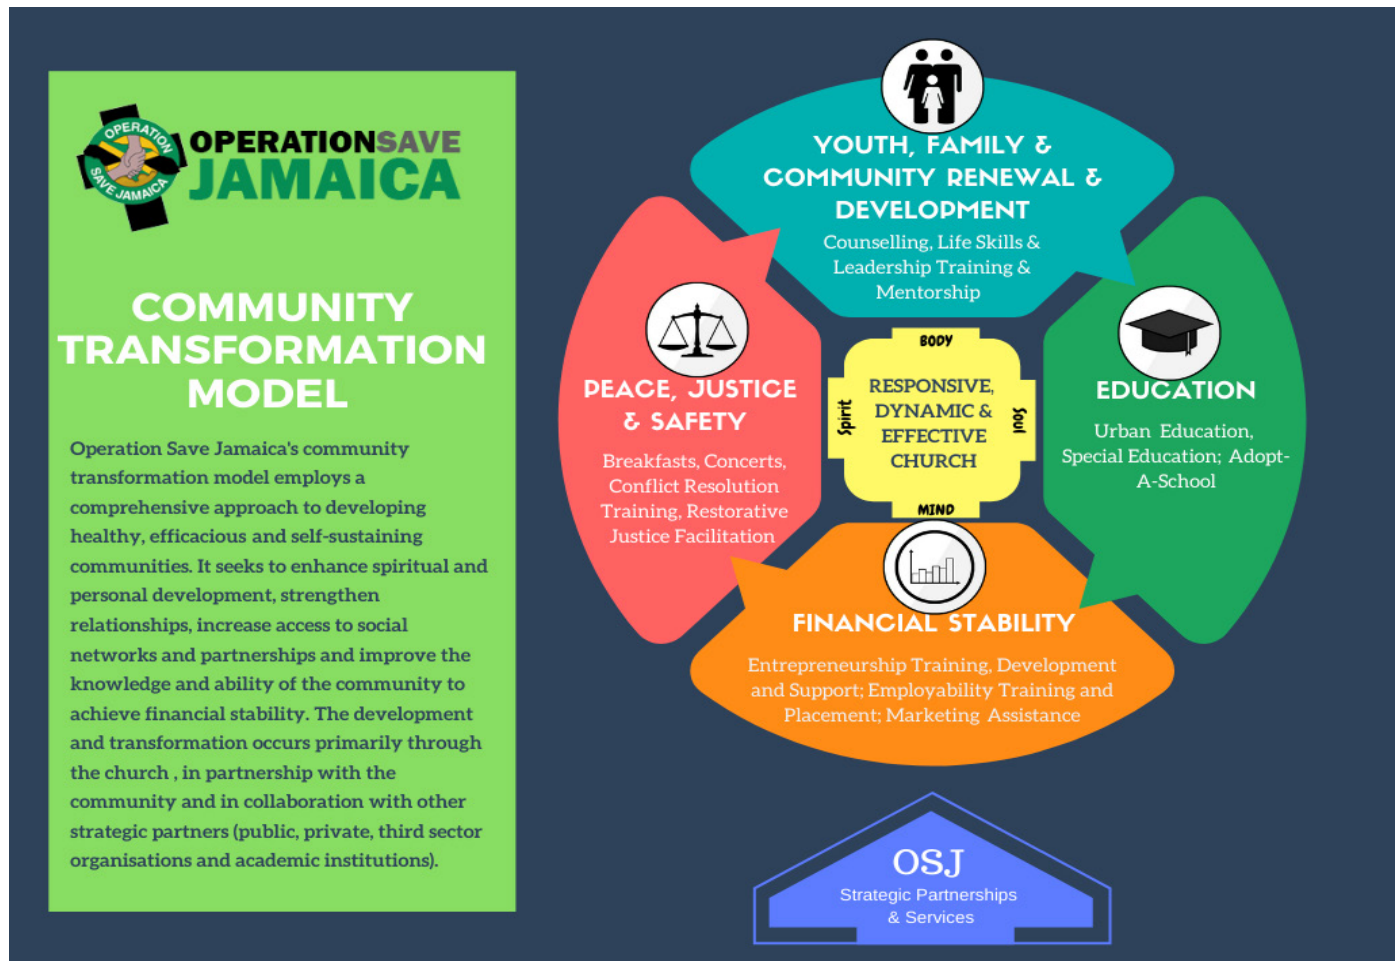 OPERATION
SAVE JAMAICA
OPERATIONSAVE
JAMAICA
COMMUNITY
TRANSFORMATION
MODEL
Operation Save Jamaica's community
transformation model employs a
comprehensive approach to developing
healthy, efficacious and self-sustaining
communities. It seeks to enhance spiritual and
personal development, strengthen
relationships, increase access to social
networks and partnerships and improve the
knowledge and ability of the community to
achieve financial stability. The development
and transformation occurs primarily through
the church , in partnership with the
community and in collaboration with other
strategic partners (public, private, third sector
organisations and academic institutions).
YOUTH, FAMILY &
COMMUNITY RENEWAL &
DEVELOPMENT
Counselling, Life Skills &
Leadership Training &
Mentorship
PEACE, JUSTICE
& SAFETY
Breakfasts, Concerts,
Conflict Resolution
Training, Restorative
Justice Facilitation
BODY
Spirit
RESPONSIVE,
DYNAMIC &
EFFECTIVE
CHURCH
Soul
MIND
EDUCATION
Urban Education,
Special Education; Adopt-
A-School
FINANCIAL STABILITY
Entrepreneurship Training, Development
and Support; Employability Training and
Placement; Marketing Assistance
OSJ
Strategic Partnerships
& Services